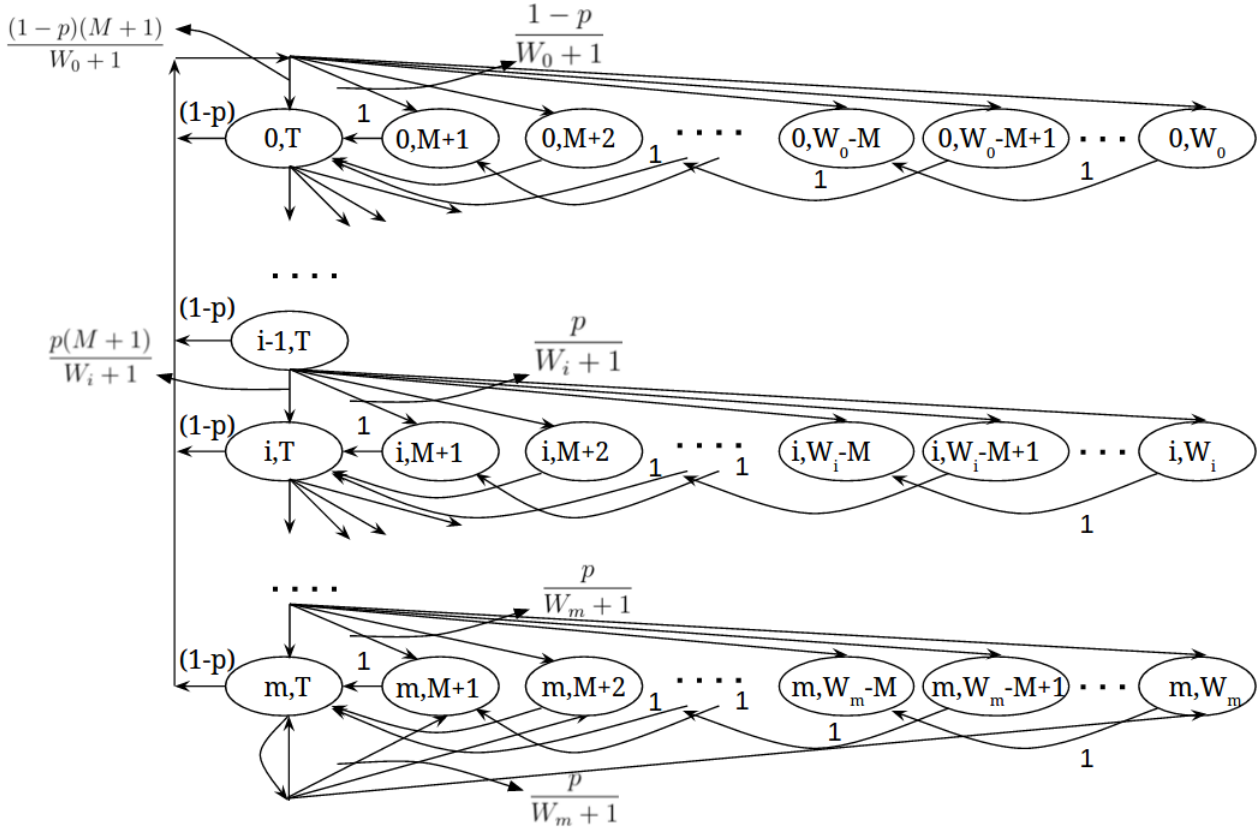 (1 − p)(M + 1) / W₀ + 1
1 − p / W₀ + 1
(1-p)
1
0,T
0,M+1
0,M+2
. . . .
0,W₀-M
0,W₀-M+1
. . .
0,W₀
1
1
1
. . . .
(1-p)
i-1,T
p(M + 1) / Wᵢ + 1
p / Wᵢ + 1
(1-p)
1
i,T
i,M+1
i,M+2
. . . .
i,Wᵢ-M
i,Wᵢ-M+1
. . .
i,Wᵢ
1
1
1
. . . .
p / Wₘ + 1
(1-p)
1
m,T
m,M+1
m,M+2
. . . .
m,Wₘ-M
m,Wₘ-M+1
. . .
m,Wₘ
1
1
1
1
p / Wₘ + 1